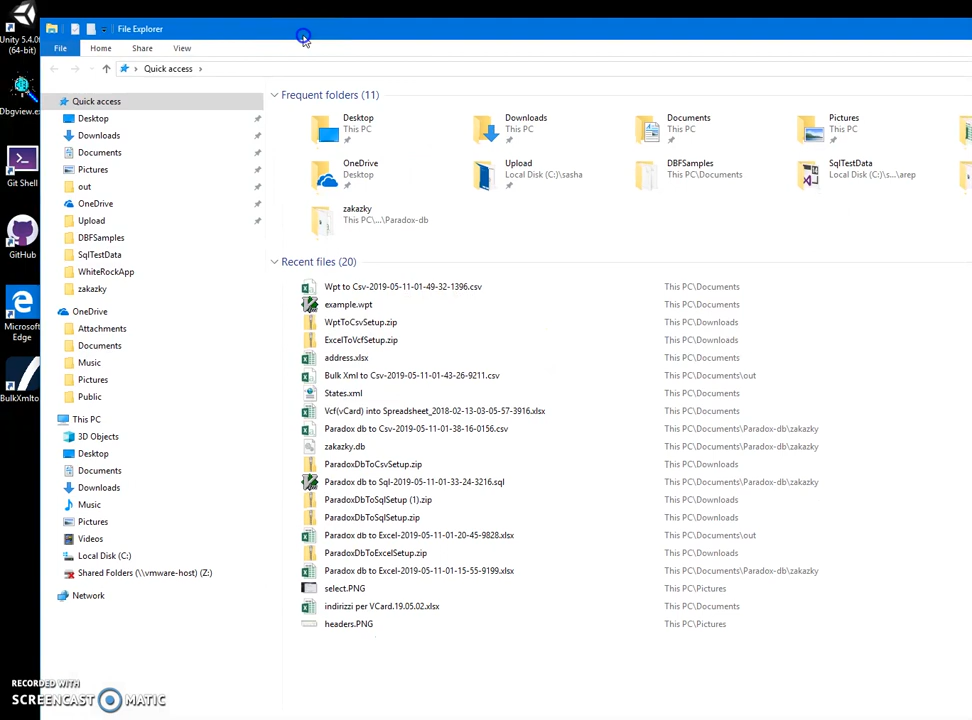 Unity 5.4.0
(64-bit)
Dbgview.ex
Git Shell
GitHub
Microsoft
Edge
BulkXmlto
File Explorer
File Home Share View
Quick access
Quick access
Desktop
Downloads
Documents
Pictures
out
OneDrive
Upload
DBFSamples
SqlTestData
WhiteRockApp
zakazky
OneDrive
Attachments
Documents
Music
Pictures
Public
This PC
3D Objects
Desktop
Documents
Downloads
Music
Pictures
Videos
Local Disk (C:)
Shared Folders (\\vmware-host) (Z:)
Network
Frequent folders (11)
Desktop
This PC
Downloads
This PC
Documents
This PC
Pictures
This PC
OneDrive
Desktop
Upload
Local Disk (C:)\sasha
DBFSamples
This PC\Documents
SqlTestData
Local Disk (C:)\s...\arep
zakazky
This PC\...\Paradox-db
Recent files (20)
Wpt to Csv-2019-05-11-01-49-32-1396.csv This PC\Documents
example.wpt This PC\Documents
WptToCsvSetup.zip This PC\Downloads
ExcelToVcfSetup.zip This PC\Downloads
address.xlsx This PC\Documents
Bulk Xml to Csv-2019-05-11-01-43-26-9211.csv This PC\Documents\out
States.xml This PC\Documents
Vcf(vCard) into Spreadsheet_2018-02-13-03-05-57-3916.xlsx This PC\Documents
Paradox db to Csv-2019-05-11-01-38-16-0156.csv This PC\Documents\Paradox-db\zakazky
zakazky.db This PC\Documents\Paradox-db\zakazky
ParadoxDbToCsvSetup.zip This PC\Downloads
Paradox db to Sql-2019-05-11-01-33-24-3216.sql This PC\Documents\Paradox-db\zakazky
ParadoxDbToSqlSetup (1).zip This PC\Downloads
ParadoxDbToSqlSetup.zip This PC\Downloads
Paradox db to Excel-2019-05-11-01-20-45-9828.xlsx This PC\Documents\out
ParadoxDbToExcelSetup.zip This PC\Downloads
Paradox db to Excel-2019-05-11-01-15-55-9199.xlsx This PC\Documents\Paradox-db\zakazky
select.PNG This PC\Pictures
indirizzi per VCard.19.05.02.xlsx This PC\Documents
headers.PNG This PC\Pictures
RECORDED WITH
SCREENCAST MATIC